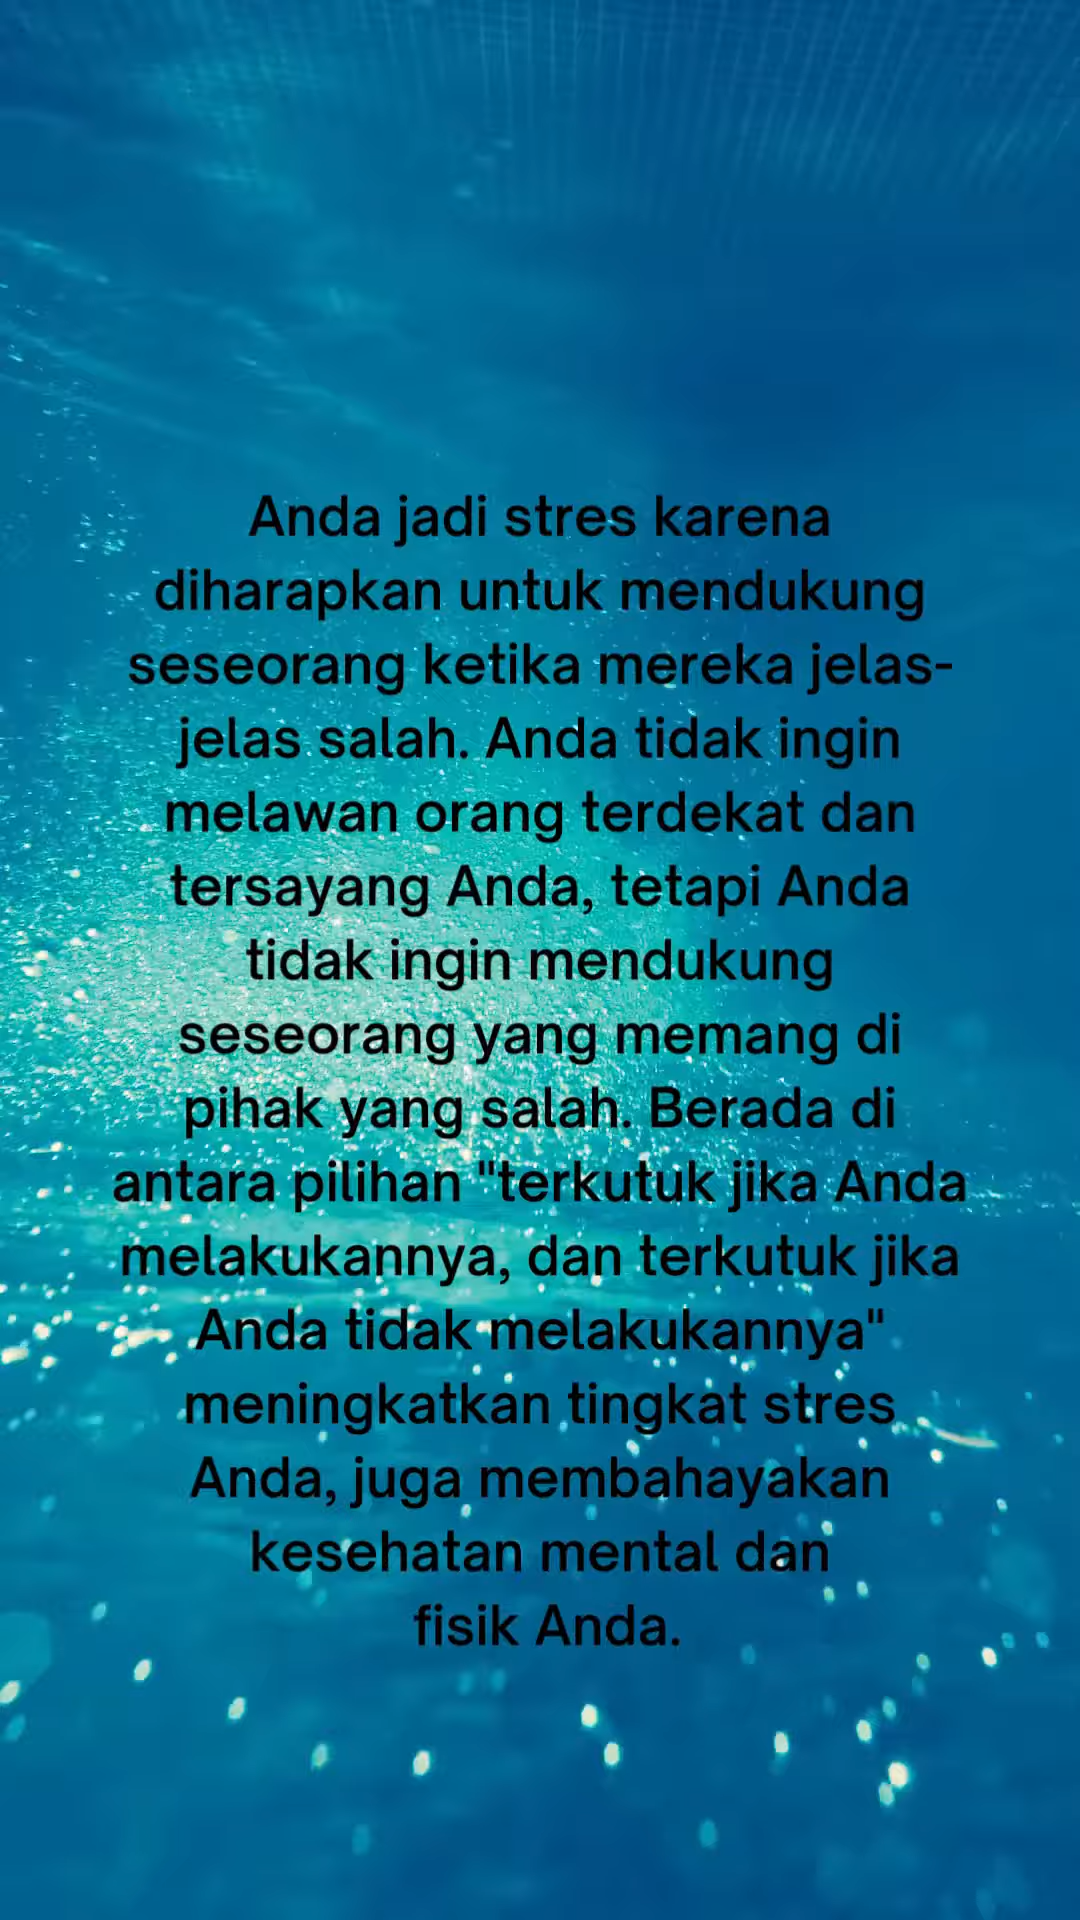 Anda jadi stres karena
diharapkan untuk mendukung
seseorang ketika mereka jelas-
jelas salah. Anda tidak ingin
melawan orang terdekat dan
tersayang Anda, tetapi Anda
tidak ingin mendukung
seseorang yang memang di
pihak yang salah. Berada di
antara pilihan "terkutuk jika Anda
melakukannya, dan terkutuk jika
Anda tidak melakukannya"
meningkatkan tingkat stres
Anda, juga membahayakan
kesehatan mental dan
fisik Anda.